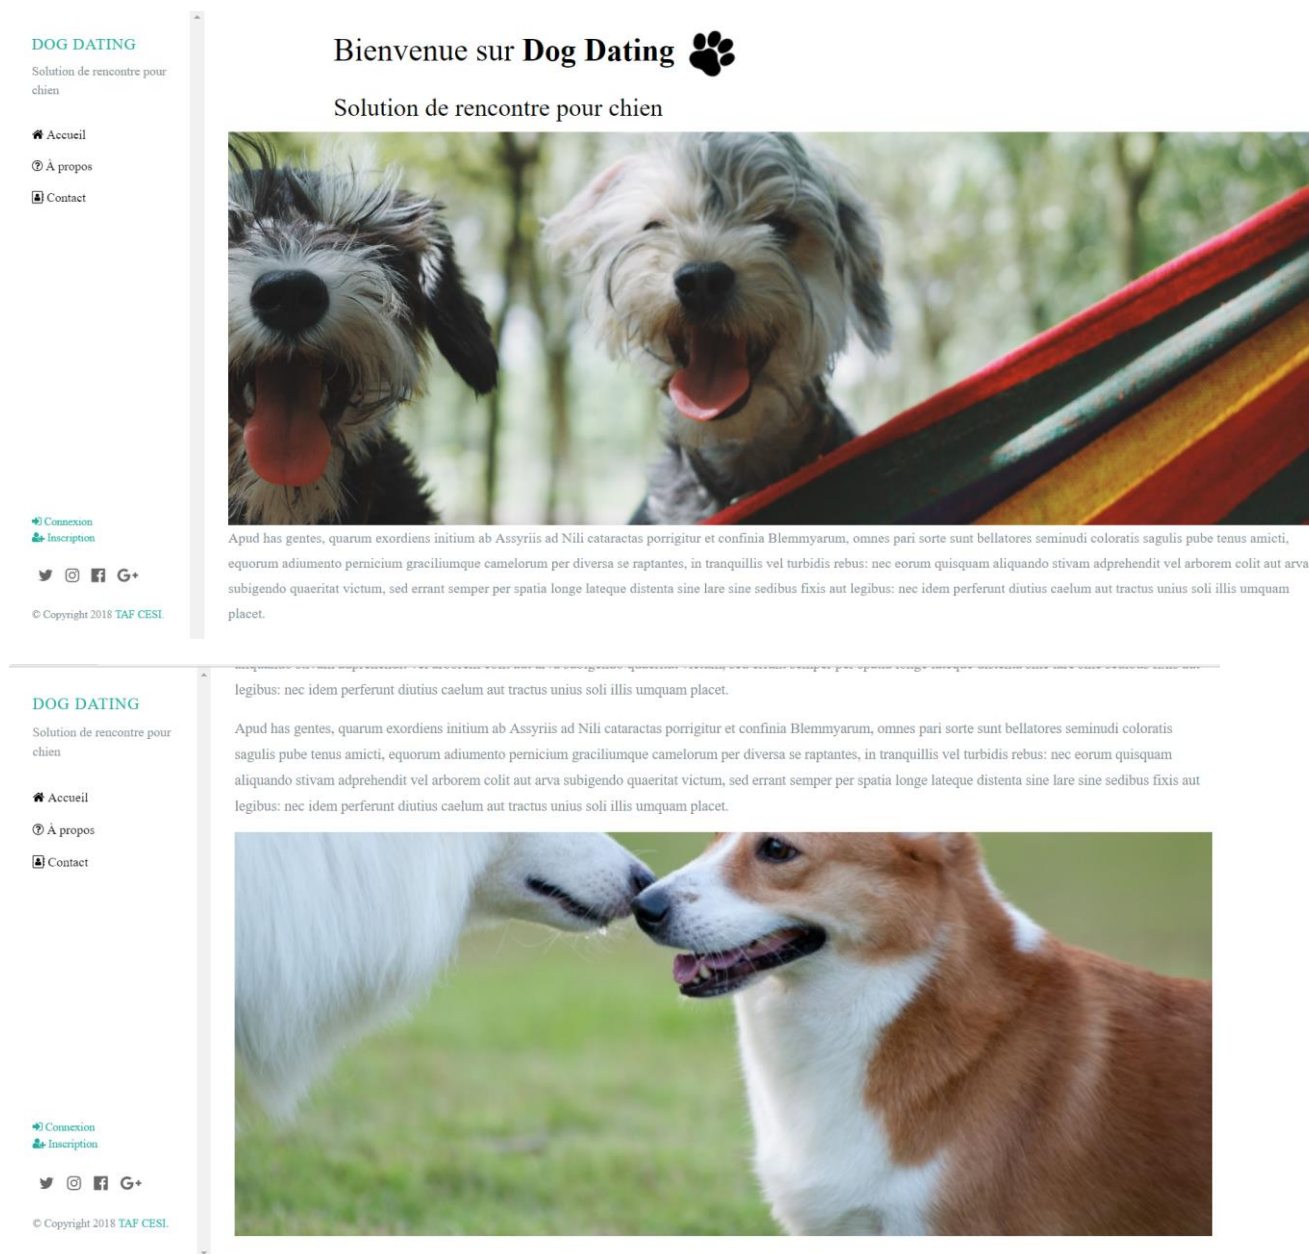 DOG DATING
Solution de rencontre pour
chien
Accueil
À propos
Contact
Connexion
Inscription
G+
© Copyright 2018 TAF CESI.
Bienvenue sur Dog Dating
Solution de rencontre pour chien
Apud has gentes, quarum exordiens initium ab Assyriis ad Nili cataractas porrigitur et confinia Blemmyarum, omnes pari sorte sunt bellatores seminudi coloratis sagulis pube tenus amicti,
equorum adiumento pernicium graciliumque camelorum per diversa se raptantes, in tranquillis vel turbidis rebus: nec eorum quisquam aliquando stivam adprehendit vel arborem colit aut arva
subigendo quaeritat victum, sed errant semper per spatia longe lateque distenta sine lare sine sedibus fixis aut legibus: nec idem perferunt diutius caelum aut tractus unius soli illis umquam
placet.
DOG DATING
Solution de rencontre pour
chien
Accueil
À propos
Contact
Connexion
Inscription
G+
© Copyright 2018 TAF CESI.
legibus: nec idem perferunt diutius caelum aut tractus unius soli illis umquam placet.
Apud has gentes, quarum exordiens initium ab Assyriis ad Nili cataractas porrigitur et confinia Blemmyarum, omnes pari sorte sunt bellatores seminudi coloratis
sagulis pube tenus amicti, equorum adiumento pernicium graciliumque camelorum per diversa se raptantes, in tranquillis vel turbidis rebus: nec eorum quisquam
aliquando stivam adprehendit vel arborem colit aut arva subigendo quaeritat victum, sed errant semper per spatia longe lateque distenta sine lare sine sedibus fixis aut
legibus: nec idem perferunt diutius caelum aut tractus unius soli illis umquam placet.